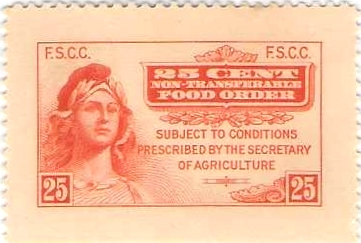 F.S.C.C. F.S.C.C.
25 CENT
NON-TRANSFERABLE
FOOD ORDER
SUBJECT TO CONDITIONS
PRESCRIBED BY THE SECRETARY
OF AGRICULTURE
25 25